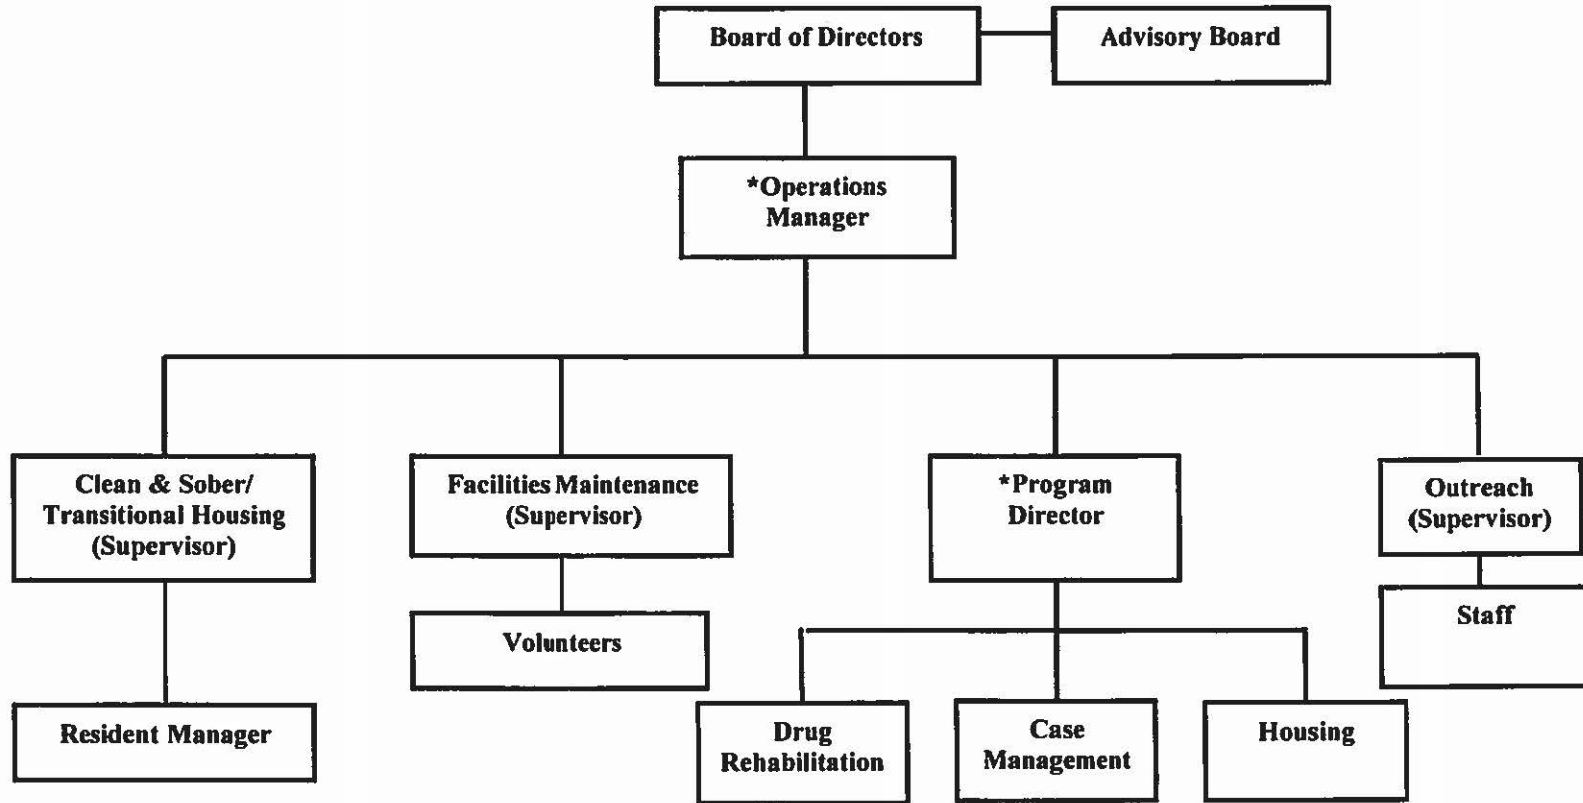 Board of Directors
Advisory Board
*Operations
Manager
Clean & Sober/
Transitional Housing
(Supervisor)
Facilities Maintenance
(Supervisor)
*Program
Director
Outreach
(Supervisor)
Resident Manager
Volunteers
Drug
Rehabilitation
Case
Management
Housing
Staff